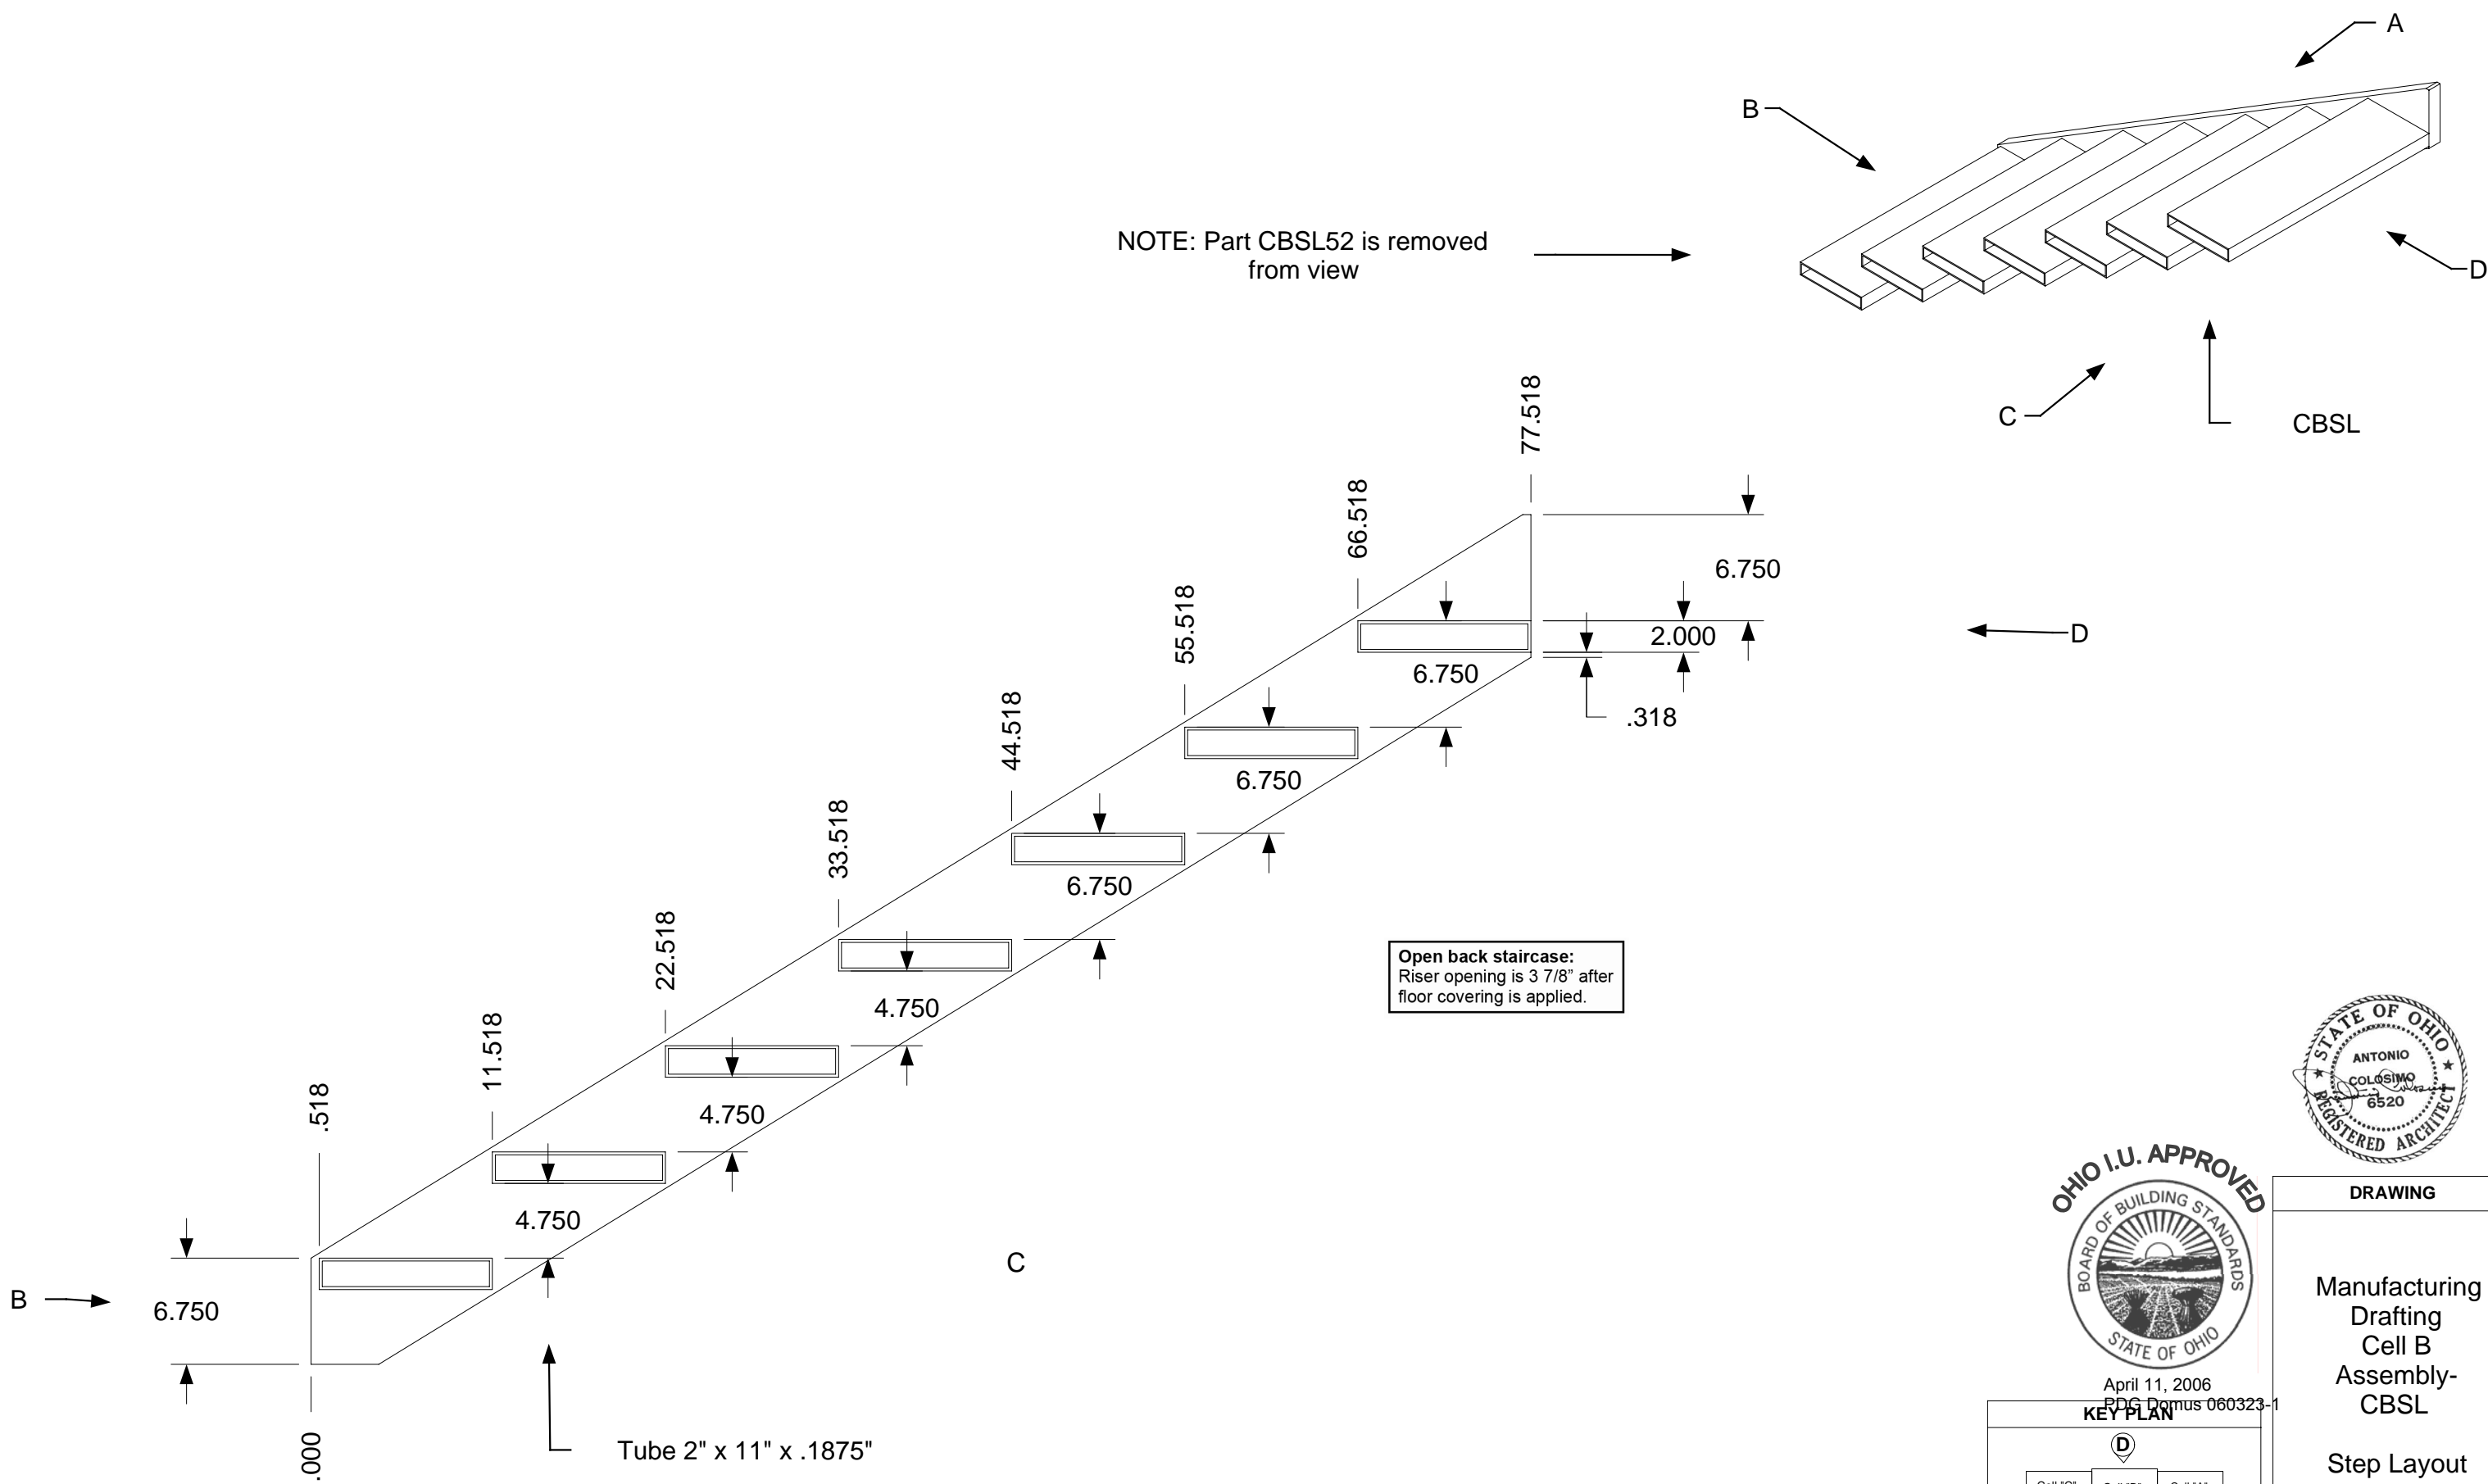 A
B
NOTE: Part CBSL52 is removed
from view
D
C
CBSL
77.518
66.518
6.750
55.518
2.000
D
6.750
.318
44.518
6.750
33.518
6.750
22.518
Open back staircase:
Riser opening is 3 7/8” after
floor covering is applied.
4.750
11.518
4.750
.518
4.750
C
B
6.750
.000
Tube 2" x 11" x .1875"
STATE OF OHIO
ANTONIO
COLOSIMO
6520
REGISTERED ARCHITECT
OHIO I.U. APPROVED
BOARD OF BUILDING STANDARDS
STATE OF OHIO
April 11, 2006
PDG Domus 060323-1
KEY PLAN
D
DRAWING
Manufacturing
Drafting
Cell B
Assembly-
CBSL
Step Layout